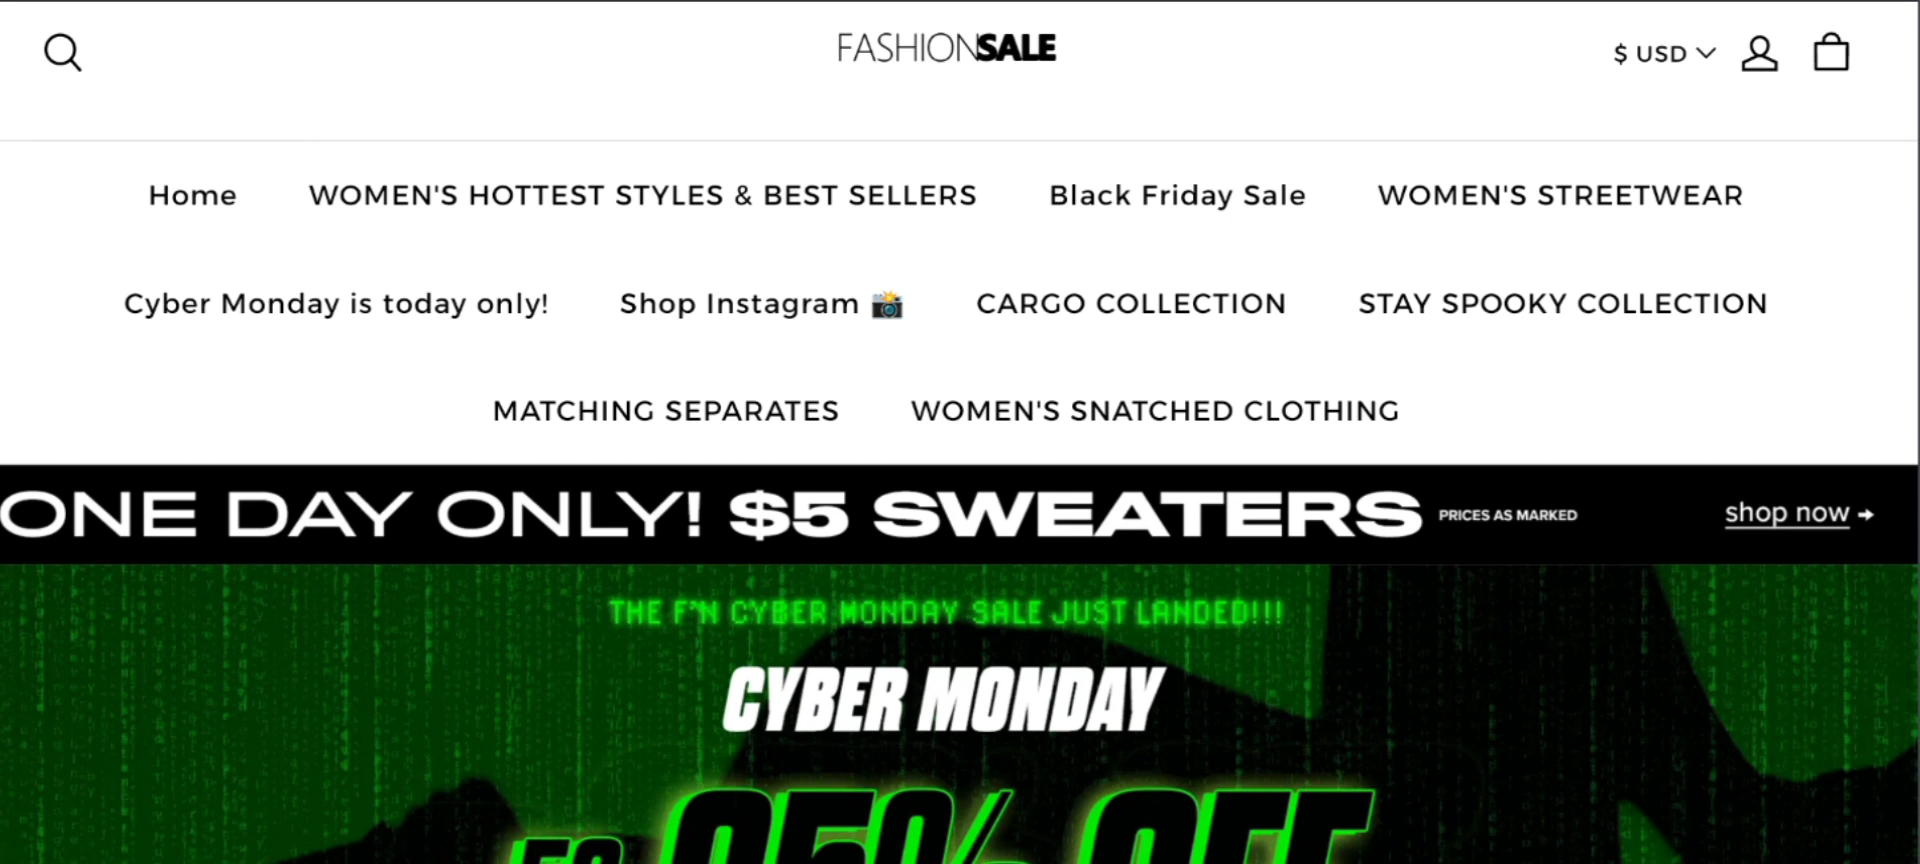 FASHIONSALE
$ USD
Home WOMEN'S HOTTEST STYLES & BEST SELLERS Black Friday Sale WOMEN'S STREETWEAR
Cyber Monday is today only! Shop Instagram 📸 CARGO COLLECTION STAY SPOOKY COLLECTION
MATCHING SEPARATES WOMEN'S SNATCHED CLOTHING
ONE DAY ONLY! $5 SWEATERS PRICES AS MARKED shop now →
THE F'N CYBER MONDAY SALE JUST LANDED!!!
CYBER MONDAY
OFF